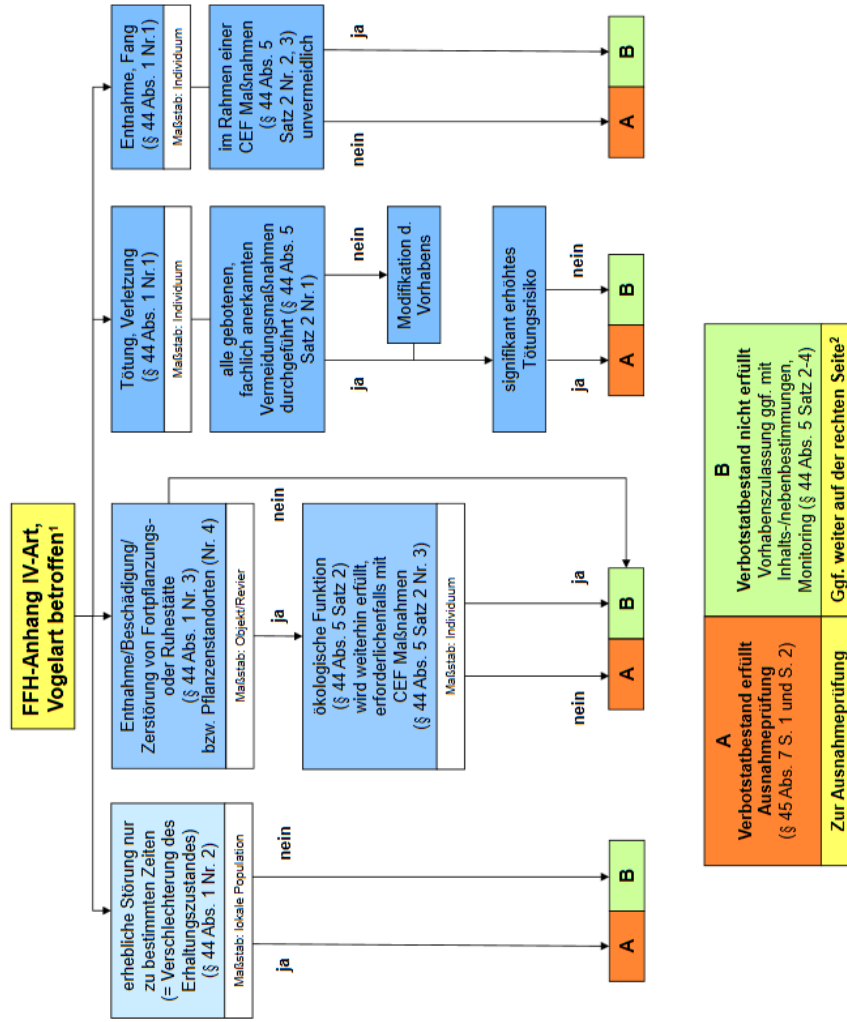 FFH-Anhang IV-Art,
Vogelart betroffen¹
erhebliche Störung nur
zu bestimmten Zeiten
(= Verschlechterung des
Erhaltungszustandes)
(§ 44 Abs. 1 Nr. 2)
Maßstab: lokale Population
ja
nein
A
B
Entnahme/Beschädigung/
Zerstörung von Fortpflanzungs-
oder Ruhestätte
(§ 44 Abs. 1 Nr. 3)
bzw. Pflanzenstandorten (Nr. 4)
Maßstab: Objekt/Revier
ja
nein
ökologische Funktion
(§ 44 Abs. 5 Satz 2)
wird weiterhin erfüllt,
erforderlichenfalls mit
CEF Maßnahmen
(§ 44 Abs. 5 Satz 2 Nr. 3)
Maßstab: Individuum
nein
ja
A
B
Tötung, Verletzung
(§ 44 Abs. 1 Nr.1)
Maßstab: Individuum
alle gebotenen,
fachlich anerkannten
Vermeidungsmaßnahmen
durchgeführt (§ 44 Abs. 5
Satz 2 Nr.1)
ja
nein
Modifikation d.
Vorhabens
signifikant erhöhtes
Tötungsrisiko
ja
nein
A
B
Entnahme, Fang
(§ 44 Abs. 1 Nr.1)
Maßstab: Individuum
im Rahmen einer
CEF Maßnahmen
(§ 44 Abs. 5
Satz 2 Nr. 2, 3)
unvermeidlich
nein
ja
A
B
A
Verbotstatbestand erfüllt
Ausnahmeprüfung
(§ 45 Abs. 7 S. 1 und S. 2)
Zur Ausnahmeprüfung
B
Verbotstatbestand nicht erfüllt
Vorhabenszulassung ggf. mit
Inhalts-/nebenbestimmungen,
Monitoring (§ 44 Abs. 5 Satz 2-4)
Ggf. weiter auf der rechten Seite²